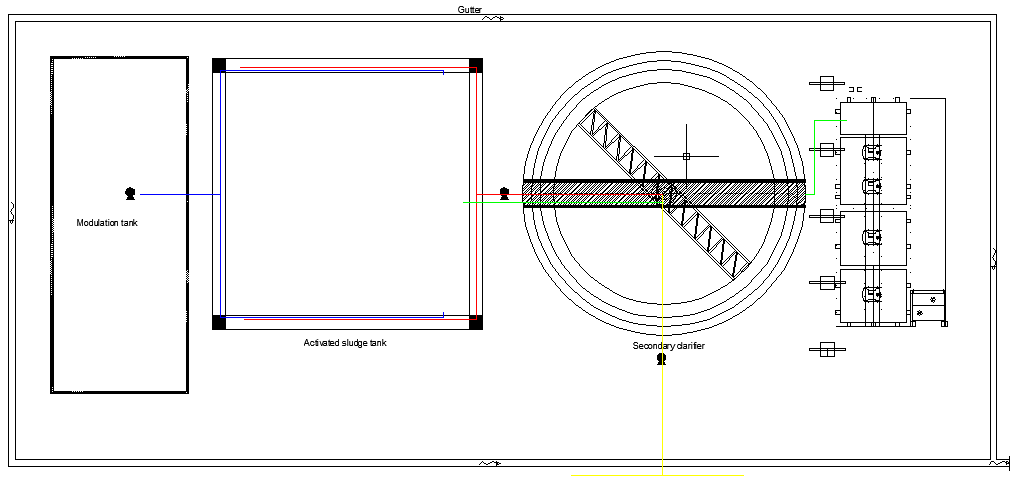 Gutter
Modulation tank
Activated sludge tank
Secondary clarifier